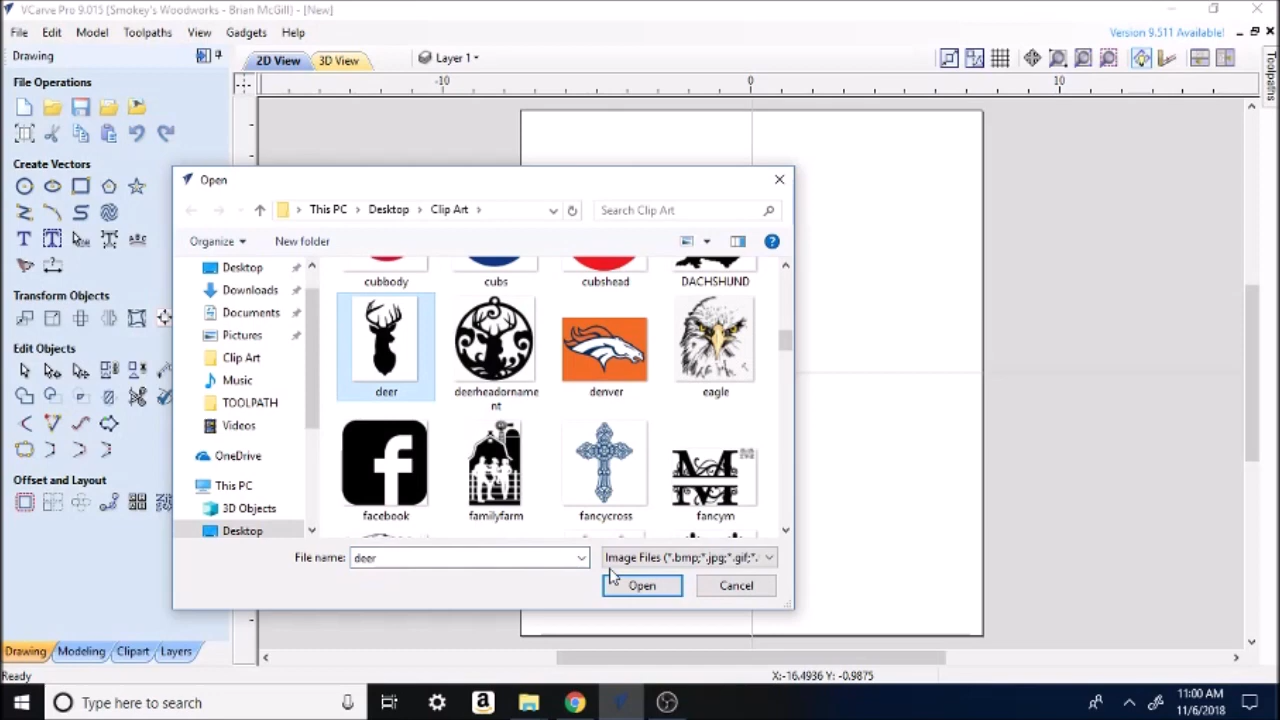 VCarve Pro 9.015 (Smokey's Woodworks - Brian McGill) - [New]
File Edit Model Toolpaths View Gadgets Help
Version 9.511 Available!
Drawing
2D View
3D View
Layer 1
Toolpaths
-10
0
10
File Operations
Create Vectors
Transform Objects
Edit Objects
Offset and Layout
Open
This PC > Desktop > Clip Art >
Search Clip Art
Organize
New folder
Desktop
Downloads
Documents
Pictures
Clip Art
Music
TOOLPATH
Videos
OneDrive
This PC
3D Objects
Desktop
cubbody
cubs
cubshead
DACHSHUND
deer
deerheadorname
nt
denver
eagle
facebook
familyfarm
fancycross
fancym
File name: deer
Image Files (*.bmp;*.jpg;*.gif;*.
Open
Cancel
Drawing
Modeling
Clipart
Layers
Ready
X:-16.4936 Y: -0.9875
Type here to search
11:00 AM
11/6/2018